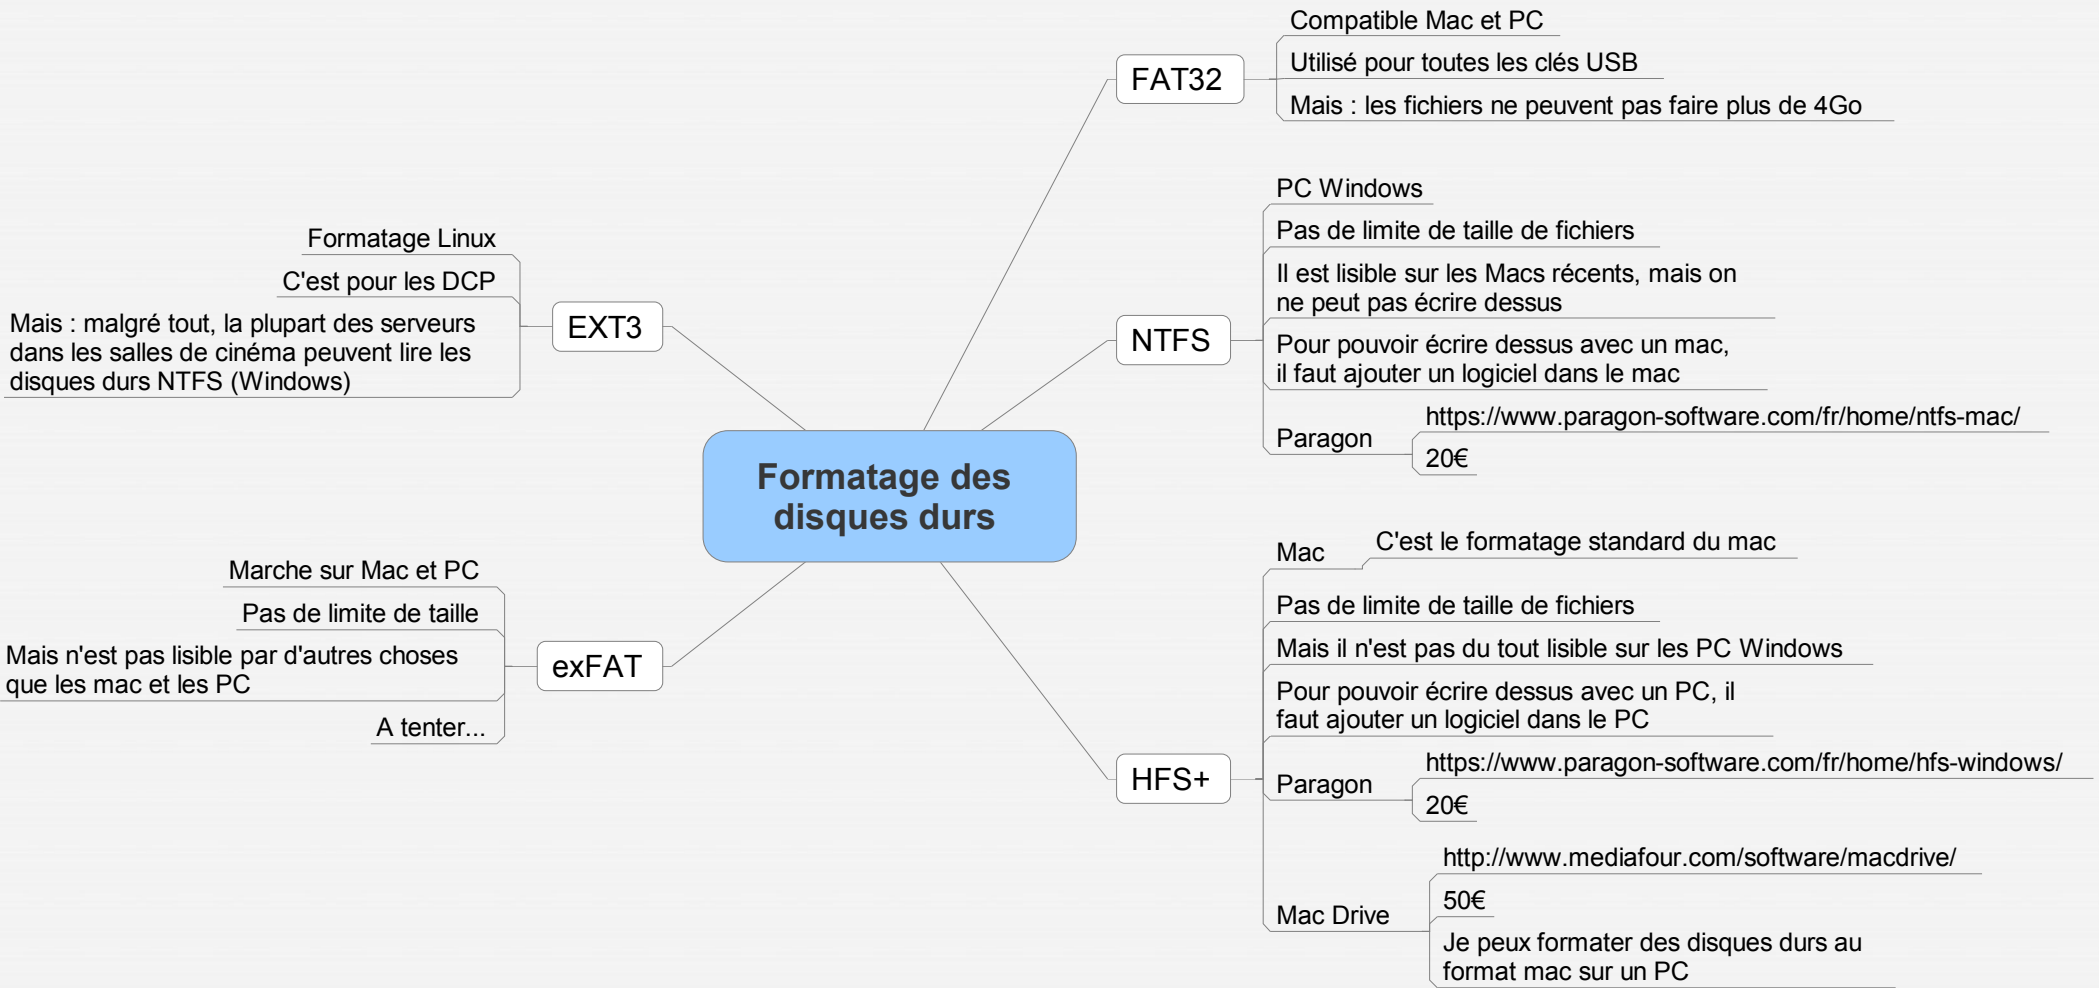 Formatage des
disques durs
FAT32
Compatible Mac et PC
Utilisé pour toutes les clés USB
Mais : les fichiers ne peuvent pas faire plus de 4Go
NTFS
PC Windows
Pas de limite de taille de fichiers
Il est lisible sur les Macs récents, mais on
ne peut pas écrire dessus
Pour pouvoir écrire dessus avec un mac,
il faut ajouter un logiciel dans le mac
Paragon
https://www.paragon-software.com/fr/home/ntfs-mac/
20€
HFS+
Mac
C'est le formatage standard du mac
Pas de limite de taille de fichiers
Mais il n'est pas du tout lisible sur les PC Windows
Pour pouvoir écrire dessus avec un PC, il
faut ajouter un logiciel dans le PC
Paragon
https://www.paragon-software.com/fr/home/hfs-windows/
20€
Mac Drive
http://www.mediafour.com/software/macdrive/
50€
Je peux formater des disques durs au
format mac sur un PC
EXT3
Formatage Linux
C'est pour les DCP
Mais : malgré tout, la plupart des serveurs
dans les salles de cinéma peuvent lire les
disques durs NTFS (Windows)
exFAT
Marche sur Mac et PC
Pas de limite de taille
Mais n'est pas lisible par d'autres choses
que les mac et les PC
A tenter...